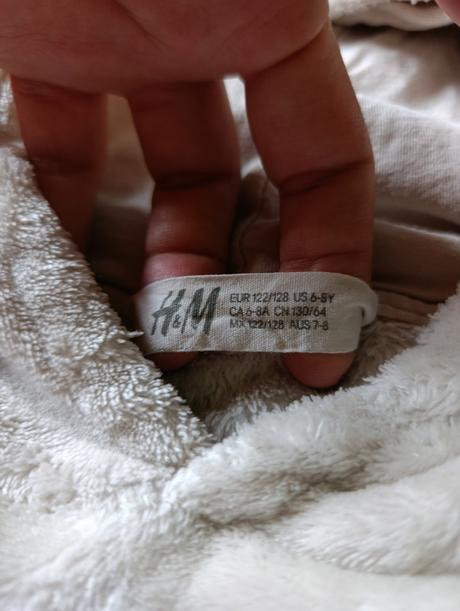 H&M
EUR 122/128 US 6-8Y
CA 6-8A CN 130/64
MX 122/128 AUS 7-8